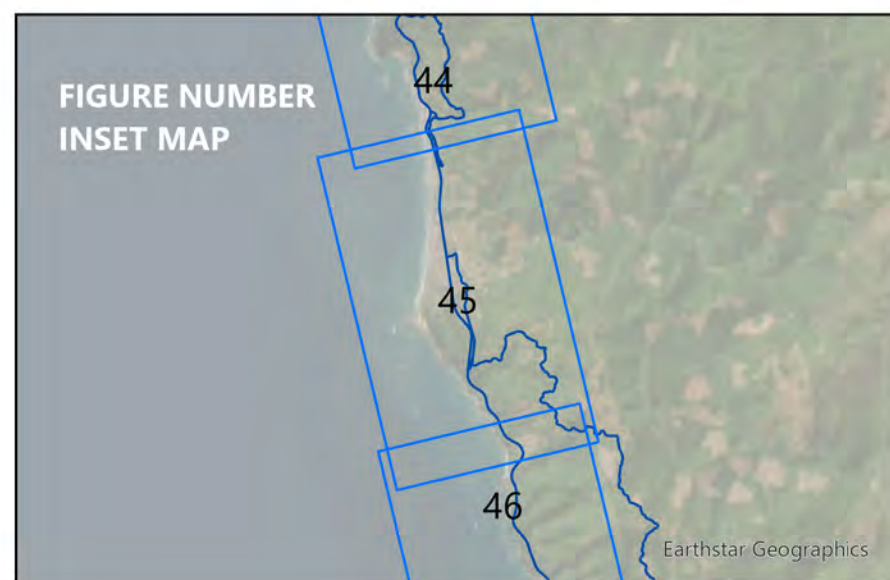 FIGURE NUMBER
INSET MAP
44
45
46
Earthstar Geographics